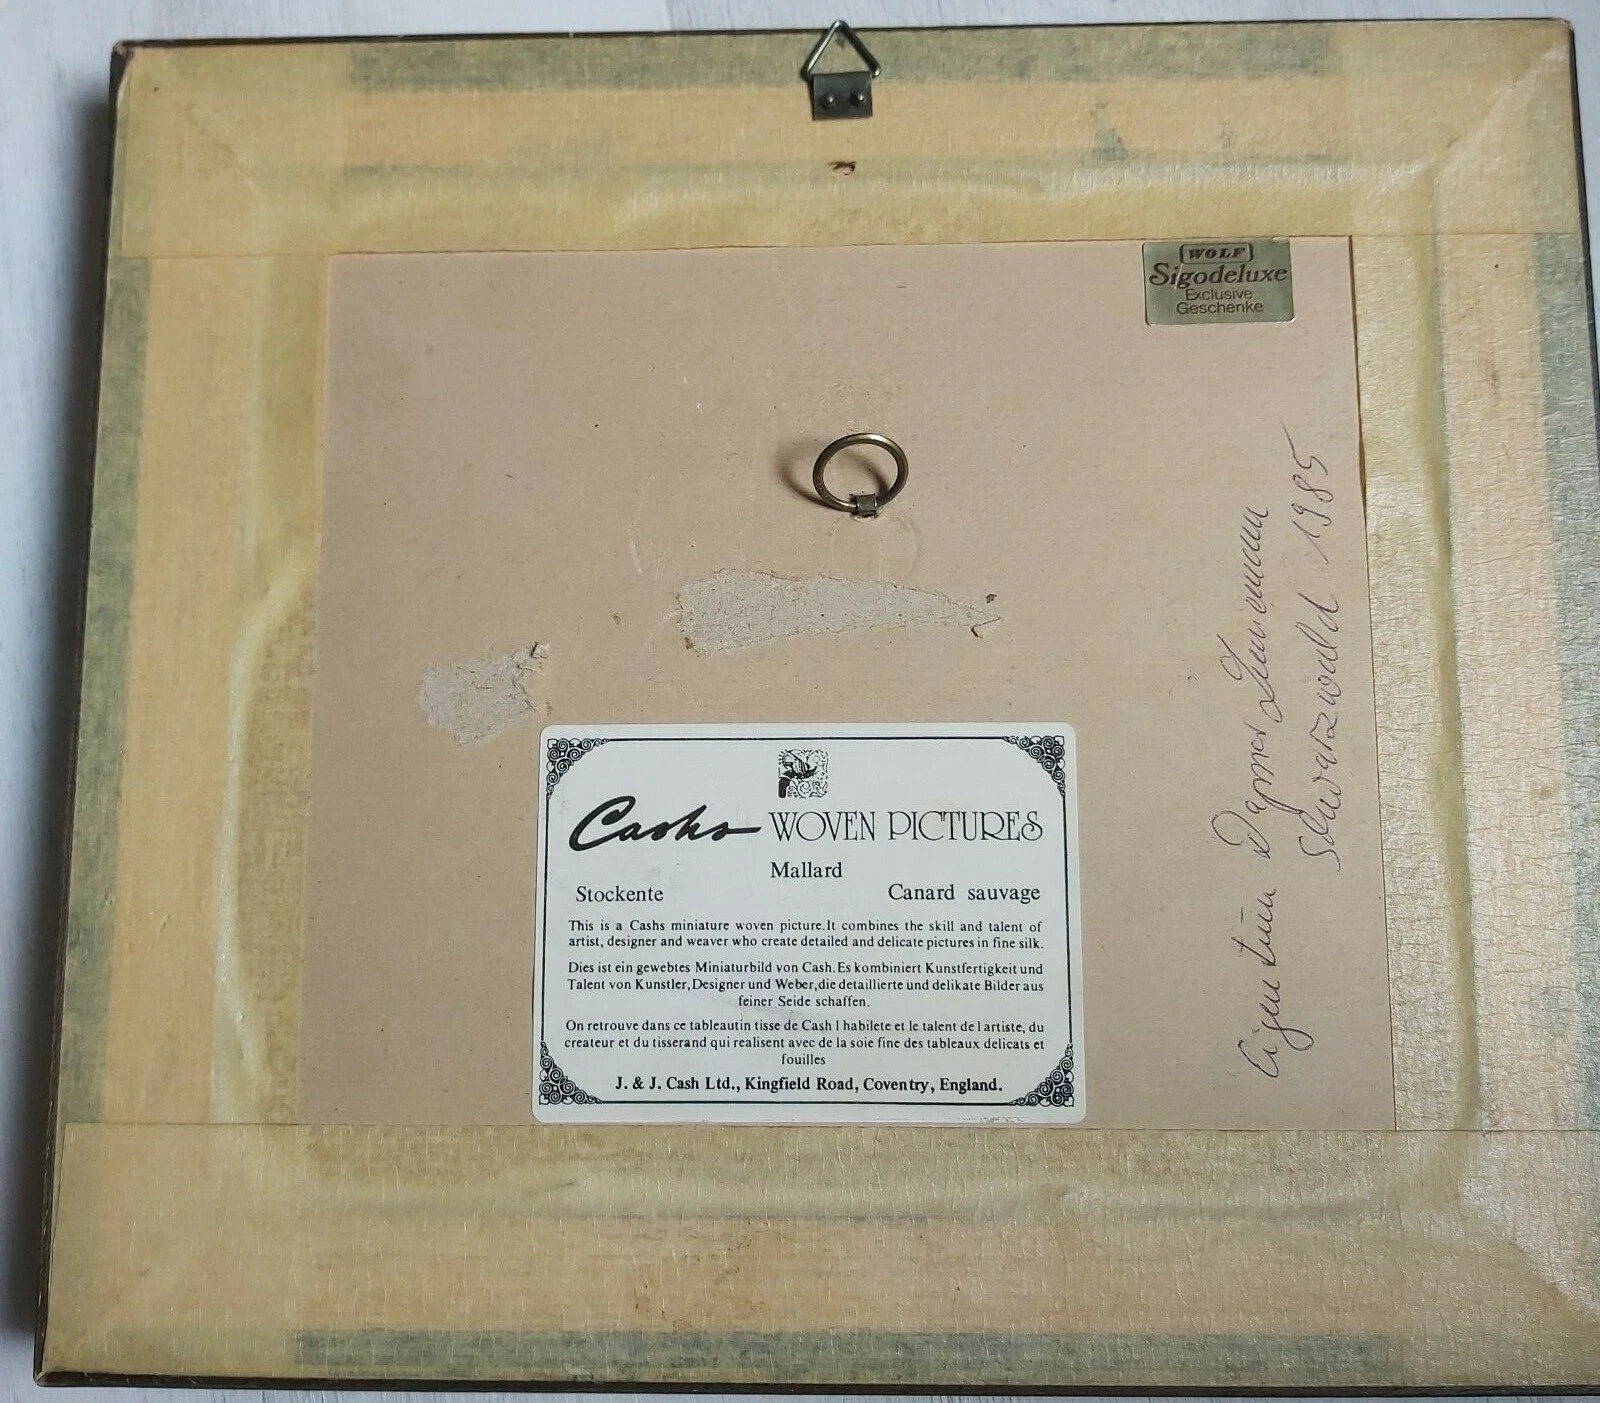 WOLF
Sigodeluxe
Exclusive
Geschenke
Cashs WOVEN PICTURES
Mallard
Stockente Canard sauvage
This is a Cashs miniature woven picture.It combines the skill and talent of
artist, designer and weaver who create detailed and delicate pictures in fine silk.
Dies ist ein gewebtes Miniaturbild von Cash.Es kombiniert Kunstfertigkeit und
Talent von Kunstler,Designer und Weber,die detaillierte und delikate Bilder aus
feiner Seide schaffen.
On retrouve dans ce tableautin tisse de Cash l habilete et le talent de l artiste, du
createur et du tisserand qui realisent avec de la soie fine des tableaux delicats et
fouilles
J. & J. Cash Ltd., Kingfield Road, Coventry, England.
Eigentum
Schwarzwald 1985